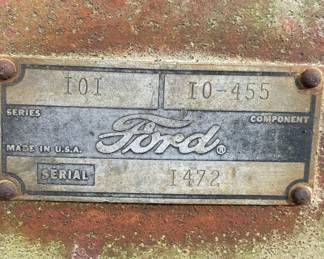 101 10-455
SERIES COMPONENT
Ford®
MADE IN U.S.A.
SERIAL 1472